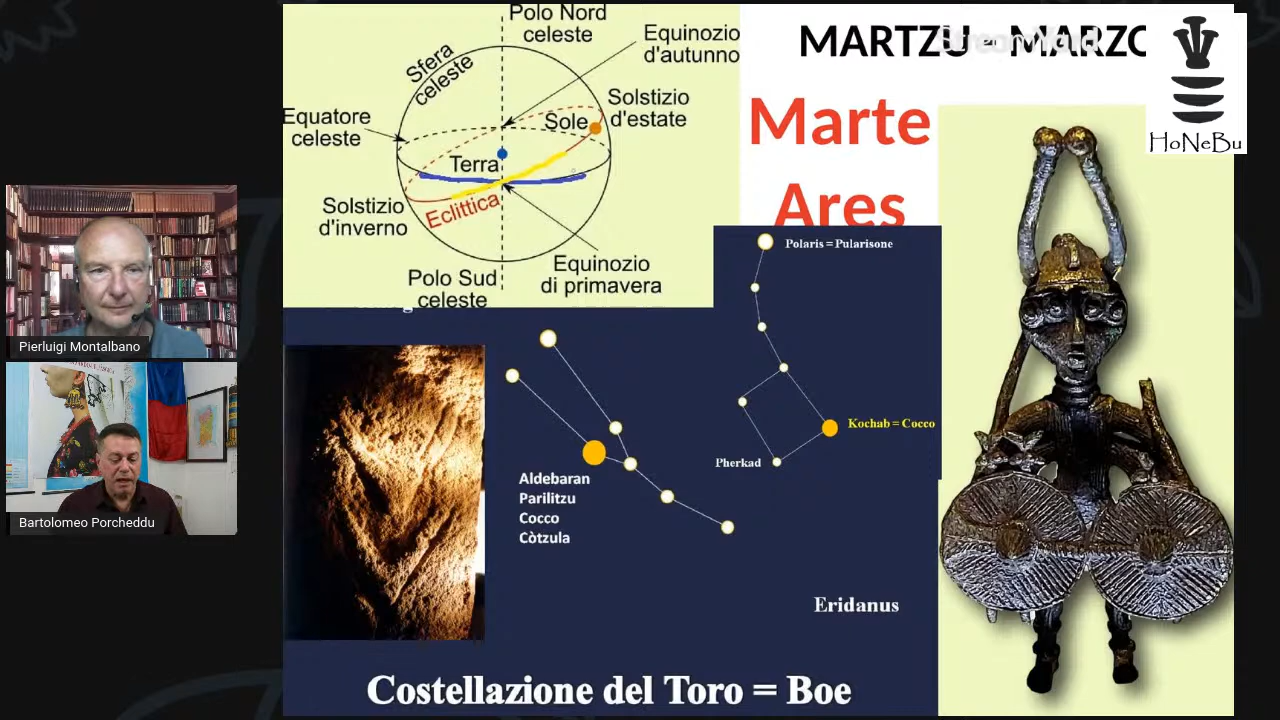 Polo Nord
celeste
Equinozio
d'autunno
Sfera
celeste
Solstizio
d'estate
Sole
Equatore
celeste
Terra
Solstizio
d'inverno
Eclittica
Equinozio
di primavera
Polo Sud
celeste
MARTZU - MARZO
Marte
Ares
HoNeBu
Polaris = Pularisone
Kochab = Cocco
Pherkad
Aldebaran
Parilitzu
Cocco
Còtzula
Eridanus
Costellazione del Toro = Boe
Pierluigi Montalbano
Bartolomeo Porcheddu